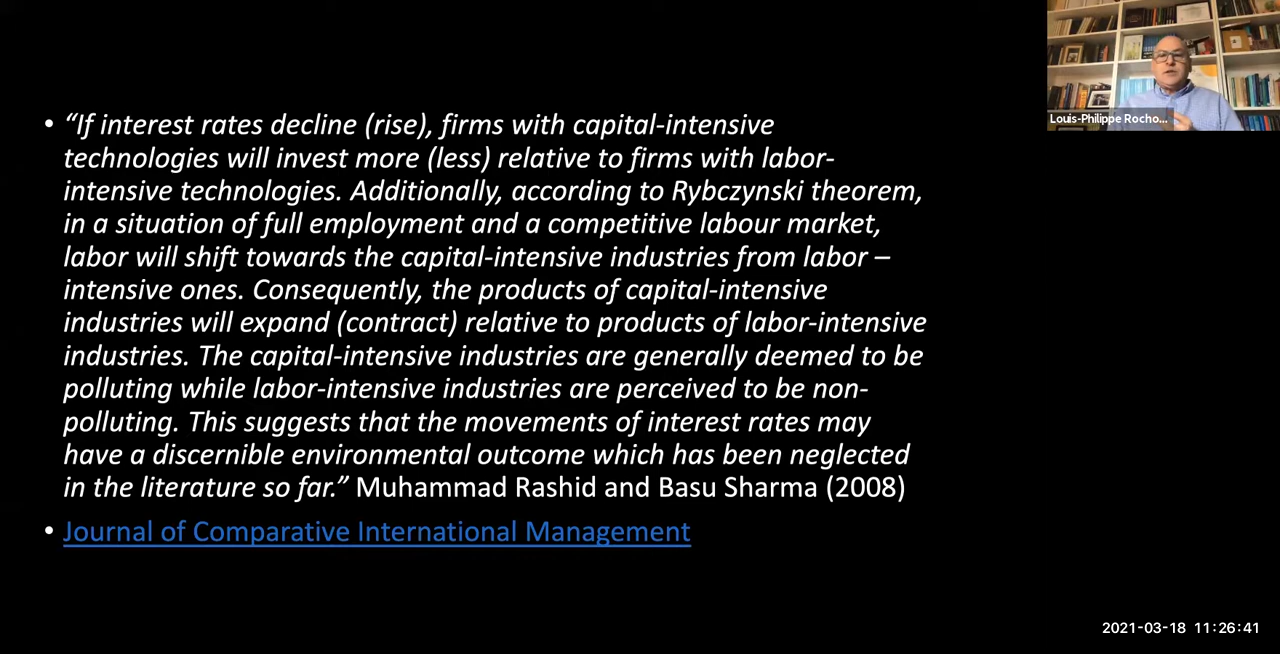 • “If interest rates decline (rise), firms with capital-intensive
technologies will invest more (less) relative to firms with labor-
intensive technologies. Additionally, according to Rybczynski theorem,
in a situation of full employment and a competitive labour market,
labor will shift towards the capital-intensive industries from labor –
intensive ones. Consequently, the products of capital-intensive
industries will expand (contract) relative to products of labor-intensive
industries. The capital-intensive industries are generally deemed to be
polluting while labor-intensive industries are perceived to be non-
polluting. This suggests that the movements of interest rates may
have a discernible environmental outcome which has been neglected
in the literature so far.” Muhammad Rashid and Basu Sharma (2008)
• Journal of Comparative International Management
Louis-Philippe Rocho...
2021-03-18 11:26:41